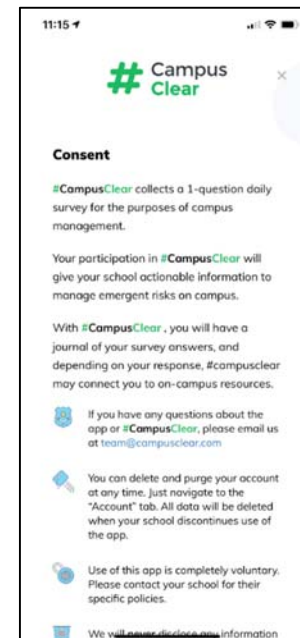 11:15
# Campus
Clear
×
Consent
#CampusClear collects a 1-question daily
survey for the purposes of campus
management.
Your participation in #CampusClear will
give your school actionable information to
manage emergent risks on campus.
With #CampusClear , you will have a
journal of your survey answers, and
depending on your response, #campusclear
may connect you to on-campus resources.
If you have any questions about the
app or #CampusClear, please email us
at team@campusclear.com
You can delete and purge your account
at any time. Just navigate to the
"Account" tab. All data will be deleted
when your school discontinues use of
the app.
Use of this app is completely voluntary.
Please contact your school for their
specific policies.
We will never disclose any information